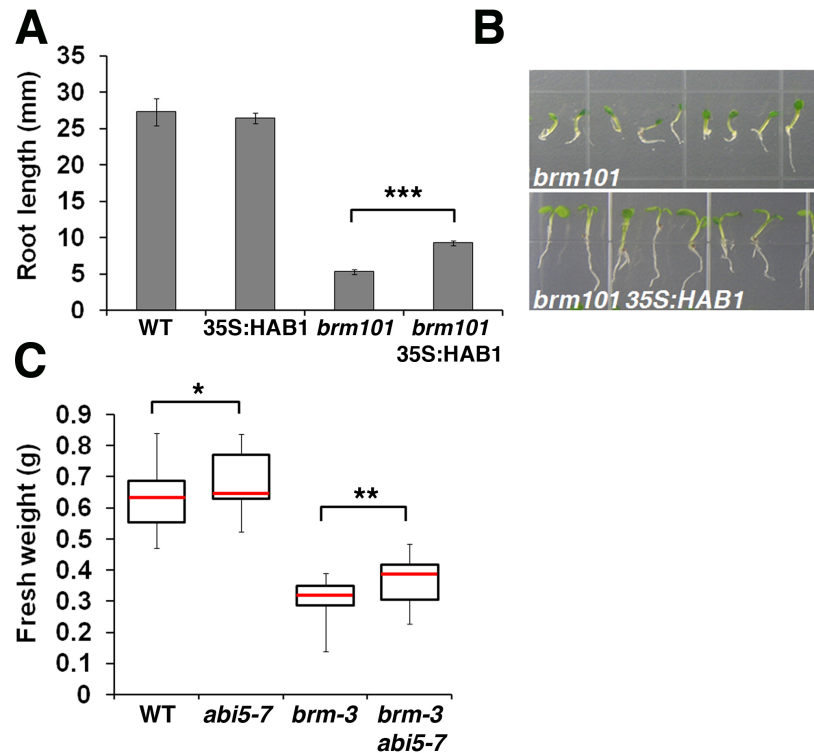 A
B
Root length (mm)
35
30
25
20
15
10
5
0
***
WT 35S:HAB1 brm101 brm101
35S:HAB1
brm101
brm101 35S:HAB1
C
Fresh weight (g)
0.9
0.8
0.7
0.6
0.5
0.4
0.3
0.2
0.1
0
*
**
WT abi5-7 brm-3 brm-3
abi5-7